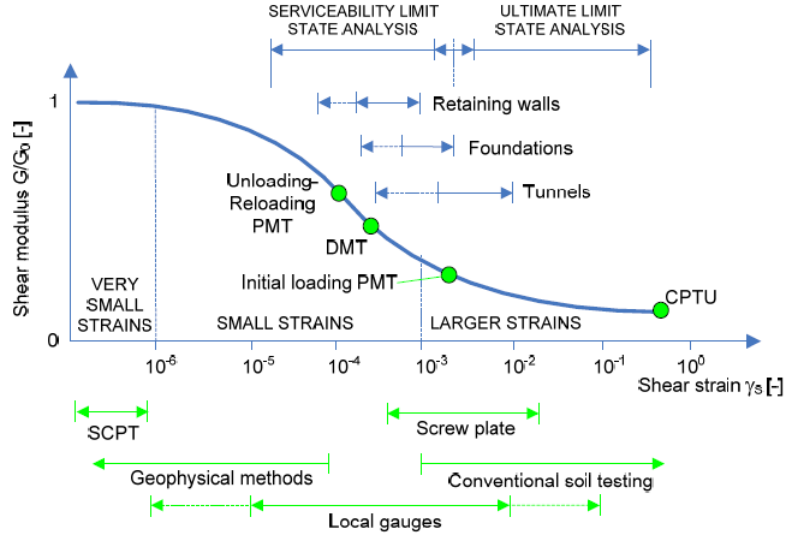 SERVICEABILITY LIMIT
STATE ANALYSIS
ULTIMATE LIMIT
STATE ANALYSIS
Shear modulus G/G₀ [-]
1
Retaining walls
Foundations
Unloading-
Reloading
PMT
Tunnels
DMT
Initial loading PMT
CPTU
VERY
SMALL
STRAINS
SMALL STRAINS
LARGER STRAINS
0
10⁻⁶
10⁻⁵
10⁻⁴
10⁻³
10⁻²
10⁻¹
10⁰
Shear strain γₛ [-]
SCPT
Screw plate
Geophysical methods
Conventional soil testing
Local gauges